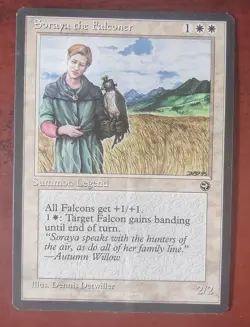 Soraya the Falconer 1
Summon Legend
All Falcons get +1/+1.
1 : Target Falcon gains banding
until end of turn.
"Soraya speaks with the hunters of
the air, as do all of her family line."
—Autumn Willow
Illus. Dennis Detwiller
2/2